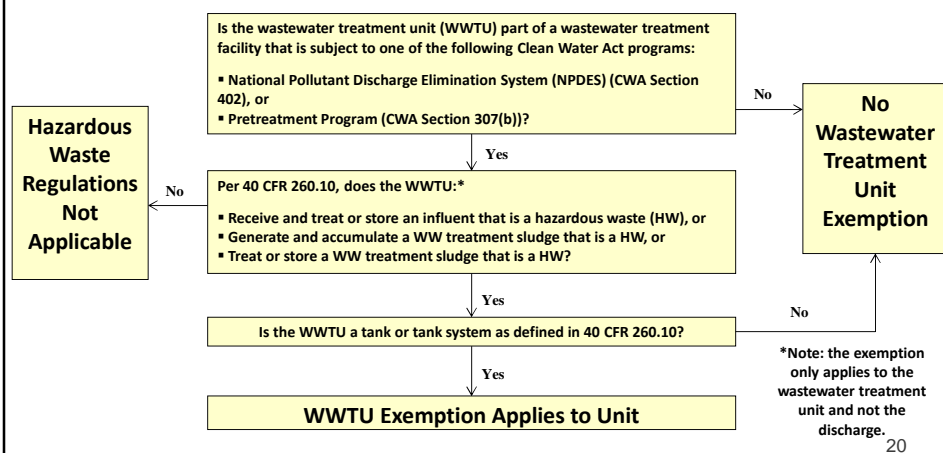 Is the wastewater treatment unit (WWTU) part of a wastewater treatment
facility that is subject to one of the following Clean Water Act programs:
▪ National Pollutant Discharge Elimination System (NPDES) (CWA Section
402), or
▪ Pretreatment Program (CWA Section 307(b))?
No
No
Wastewater
Treatment
Unit
Exemption
Hazardous
Waste
Regulations
Not
Applicable
Yes
No
Per 40 CFR 260.10, does the WWTU:*
▪ Receive and treat or store an influent that is a hazardous waste (HW), or
▪ Generate and accumulate a WW treatment sludge that is a HW, or
▪ Treat or store a WW treatment sludge that is a HW?
Yes
Is the WWTU a tank or tank system as defined in 40 CFR 260.10?
No
Yes
WWTU Exemption Applies to Unit
*Note: the exemption
only applies to the
wastewater treatment
unit and not the
discharge.
20